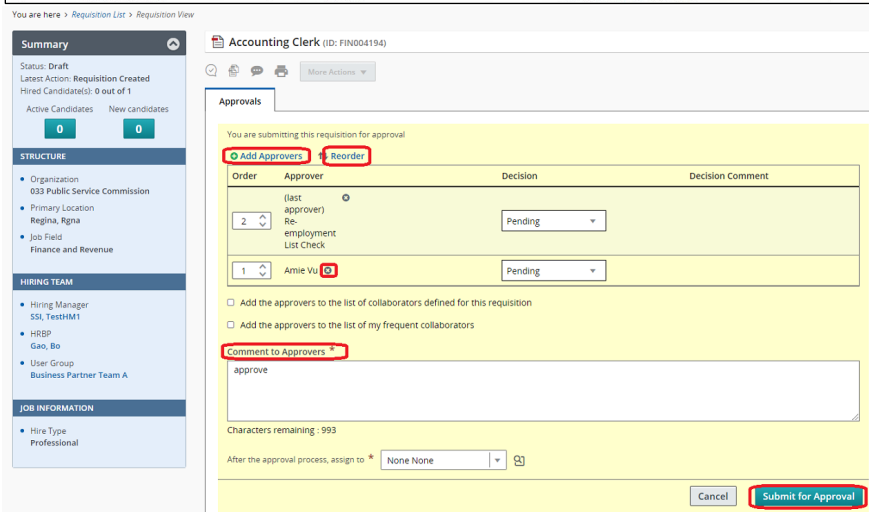 You are here > Requisition List > Requisition View
Summary
Status: Draft
Latest Action: Requisition Created
Hired Candidate(s): 0 out of 1
Active Candidates New candidates
0 0
STRUCTURE
Organization
033 Public Service Commission
Primary Location
Regina, Rgna
Job Field
Finance and Revenue
HIRING TEAM
Hiring Manager
SSI, TestHM1
HRBP
Gao, Bo
User Group
Business Partner Team A
JOB INFORMATION
Hire Type
Professional
Accounting Clerk (ID: FIN004194)
More Actions
Approvals
You are submitting this requisition for approval
Add Approvers Reorder
Order Approver Decision Decision Comment
(last
approver)
2 Re- Pending
employment
List Check
1 Amie Vu Pending
Add the approvers to the list of collaborators defined for this requisition
Add the approvers to the list of my frequent collaborators
Comment to Approvers *
approve
Characters remaining : 993
After the approval process, assign to * None None
Cancel Submit for Approval